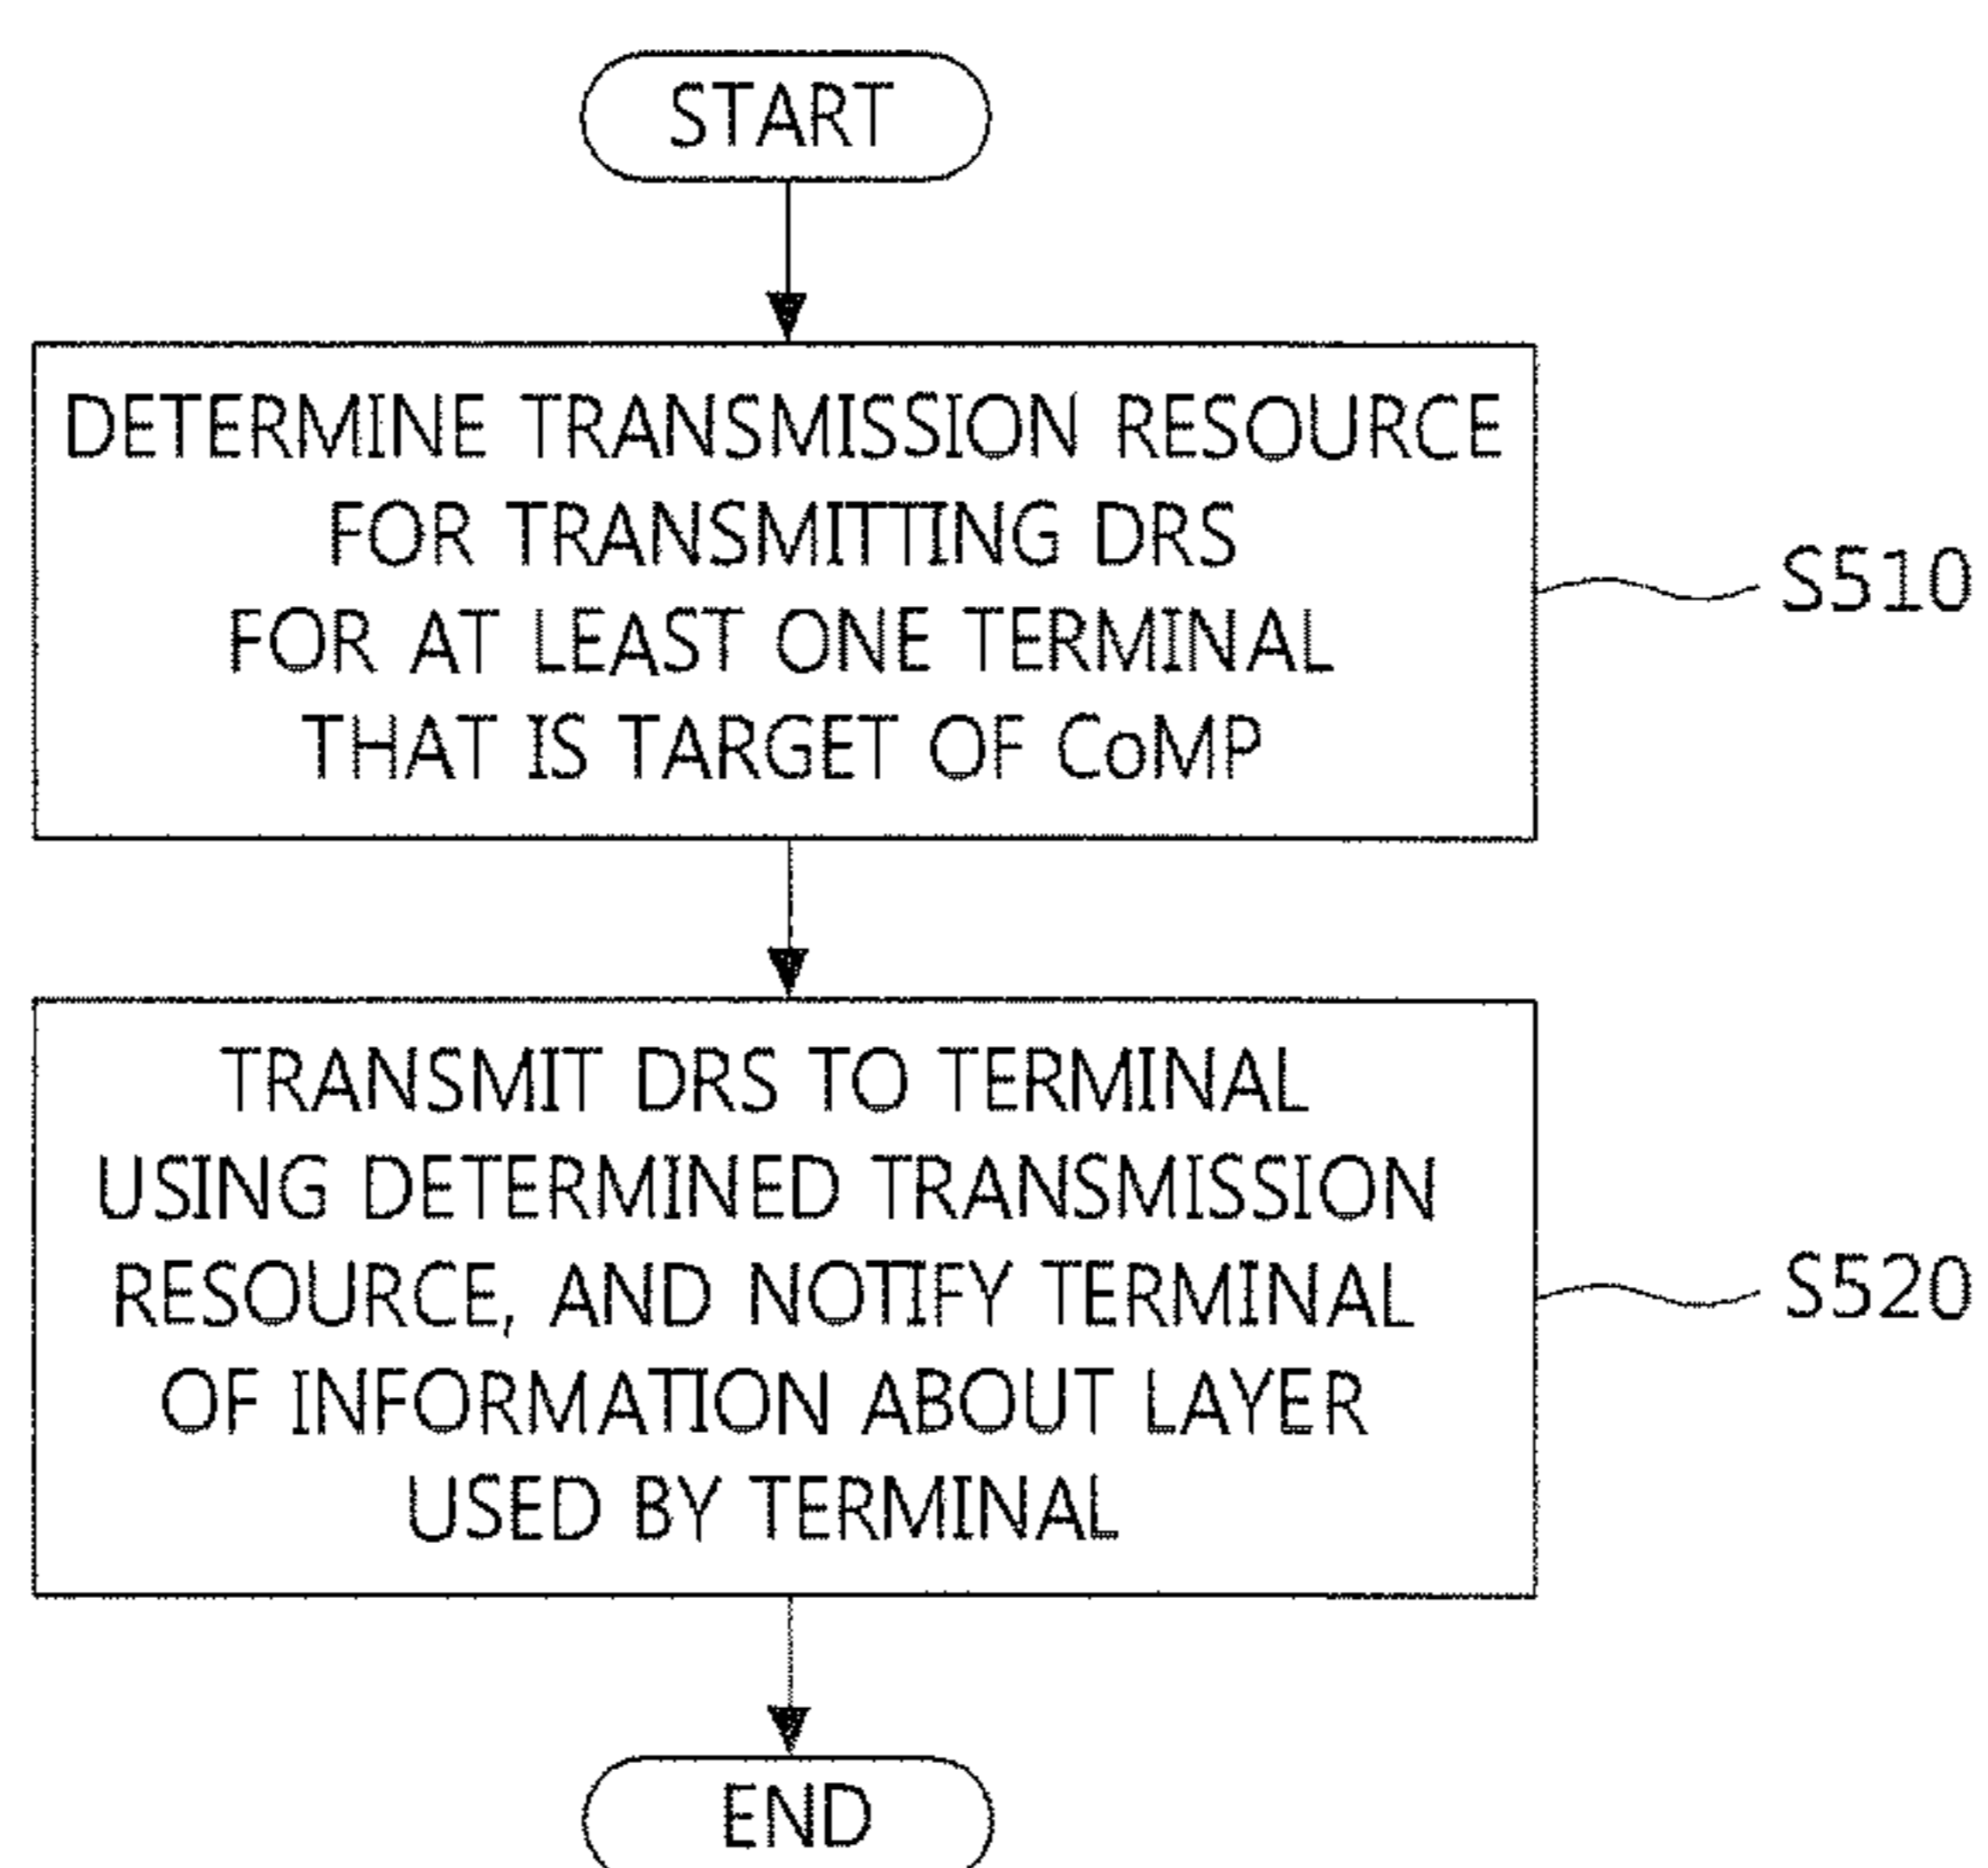 START
DETERMINE TRANSMISSION RESOURCE
FOR TRANSMITTING DRS
FOR AT LEAST ONE TERMINAL
THAT IS TARGET OF CoMP
S510
TRANSMIT DRS TO TERMINAL
USING DETERMINED TRANSMISSION
RESOURCE, AND NOTIFY TERMINAL
OF INFORMATION ABOUT LAYER
USED BY TERMINAL
S520
END